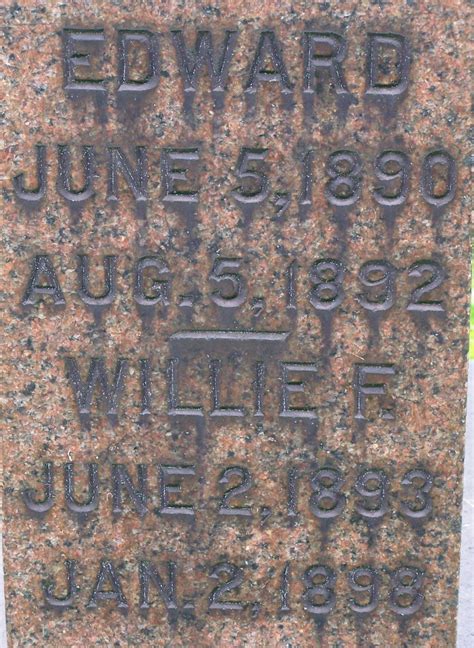 EDWARD
JUNE 5, 1890
AUG. 5, 1892
WILLIE F.
JUNE 2, 1893
JAN. 2, 1898